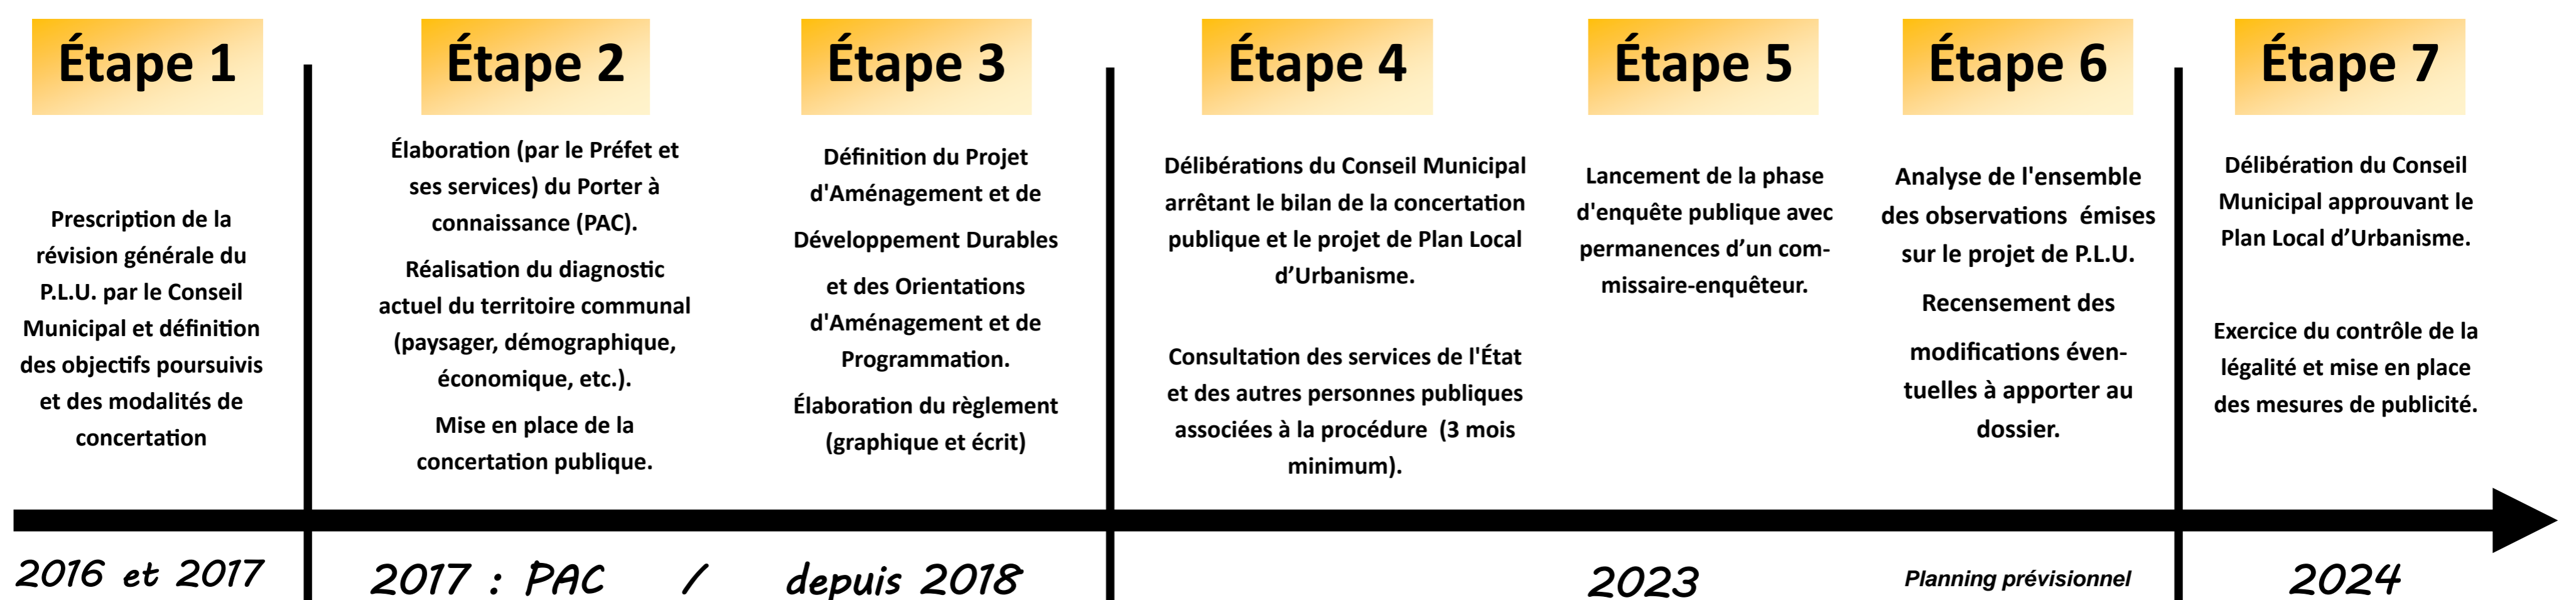 Étape 1
Prescription de la
révision générale du
P.L.U. par le Conseil
Municipal et définition
des objectifs poursuivis
et des modalités de
concertation
Étape 2
Élaboration (par le Préfet et
ses services) du Porter à
connaissance (PAC).
Réalisation du diagnostic
actuel du territoire communal
(paysager, démographique,
économique, etc.).
Mise en place de la
concertation publique.
Étape 3
Définition du Projet
d'Aménagement et de
Développement Durables
et des Orientations
d'Aménagement et de
Programmation.
Élaboration du règlement
(graphique et écrit)
Étape 4
Délibérations du Conseil Municipal
arrêtant le bilan de la concertation
publique et le projet de Plan Local
d’Urbanisme.
Consultation des services de l'État
et des autres personnes publiques
associées à la procédure (3 mois
minimum).
Étape 5
Lancement de la phase
d'enquête publique avec
permanences d’un com-
missaire-enquêteur.
Étape 6
Analyse de l'ensemble
des observations émises
sur le projet de P.L.U.
Recensement des
modifications éven-
tuelles à apporter au
dossier.
Étape 7
Délibération du Conseil
Municipal approuvant le
Plan Local d’Urbanisme.
Exercice du contrôle de la
légalité et mise en place
des mesures de publicité.
2016 et 2017
2017 : PAC / depuis 2018
2023
Planning prévisionnel
2024